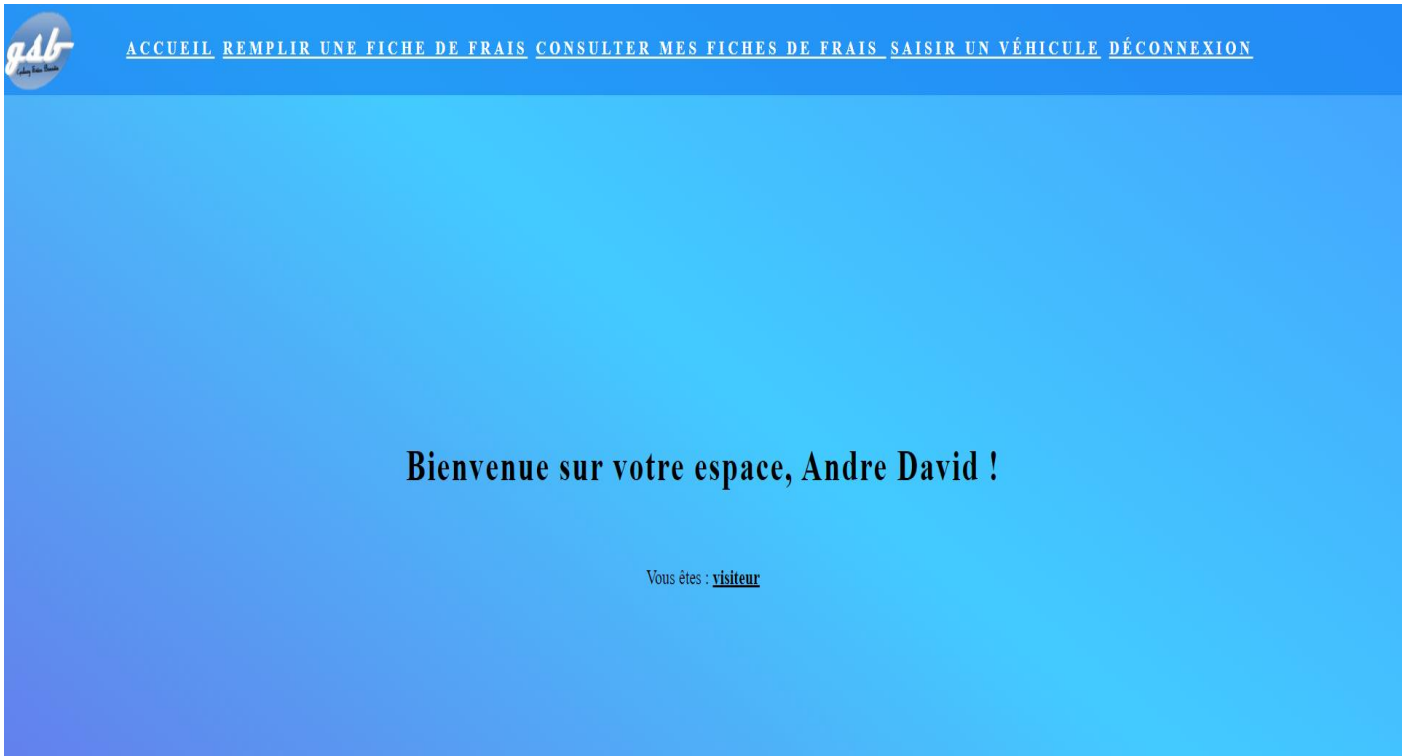 gsb
ACCUEIL REMPLIR UNE FICHE DE FRAIS CONSULTER MES FICHES DE FRAIS SAISIR UN VÉHICULE DÉCONNEXION
Bienvenue sur votre espace, Andre David !
Vous êtes : visiteur